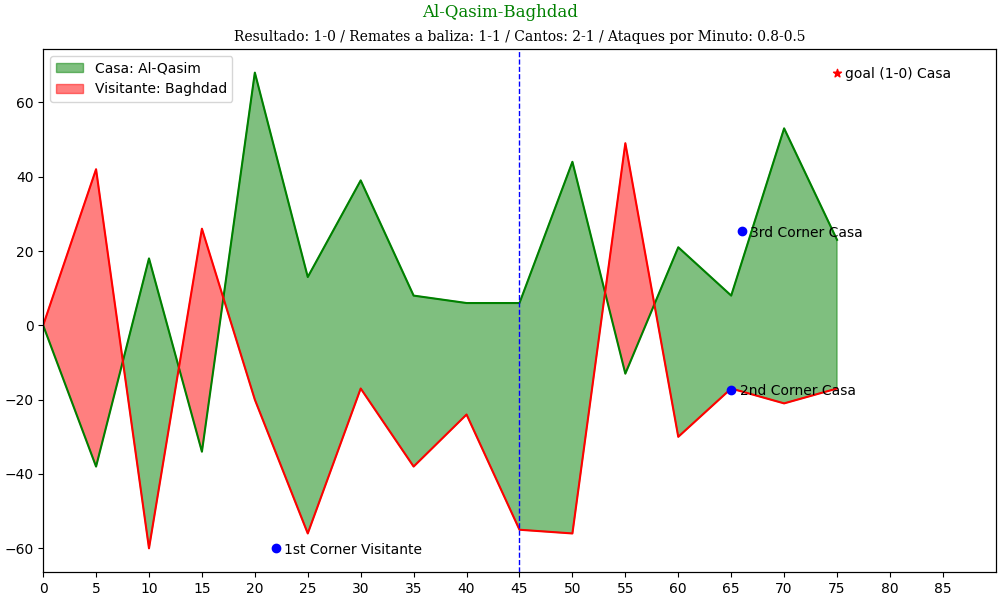 Al-Qasim-Baghdad
Resultado: 1-0 / Remates a baliza: 1-1 / Cantos: 2-1 / Ataques por Minuto: 0.8-0.5
Casa: Al-Qasim
Visitante: Baghdad
goal (1-0) Casa
3rd Corner Casa
2nd Corner Casa
1st Corner Visitante
60
40
20
0
−20
−40
−60
0 5 10 15 20 25 30 35 40 45 50 55 60 65 70 75 80 85